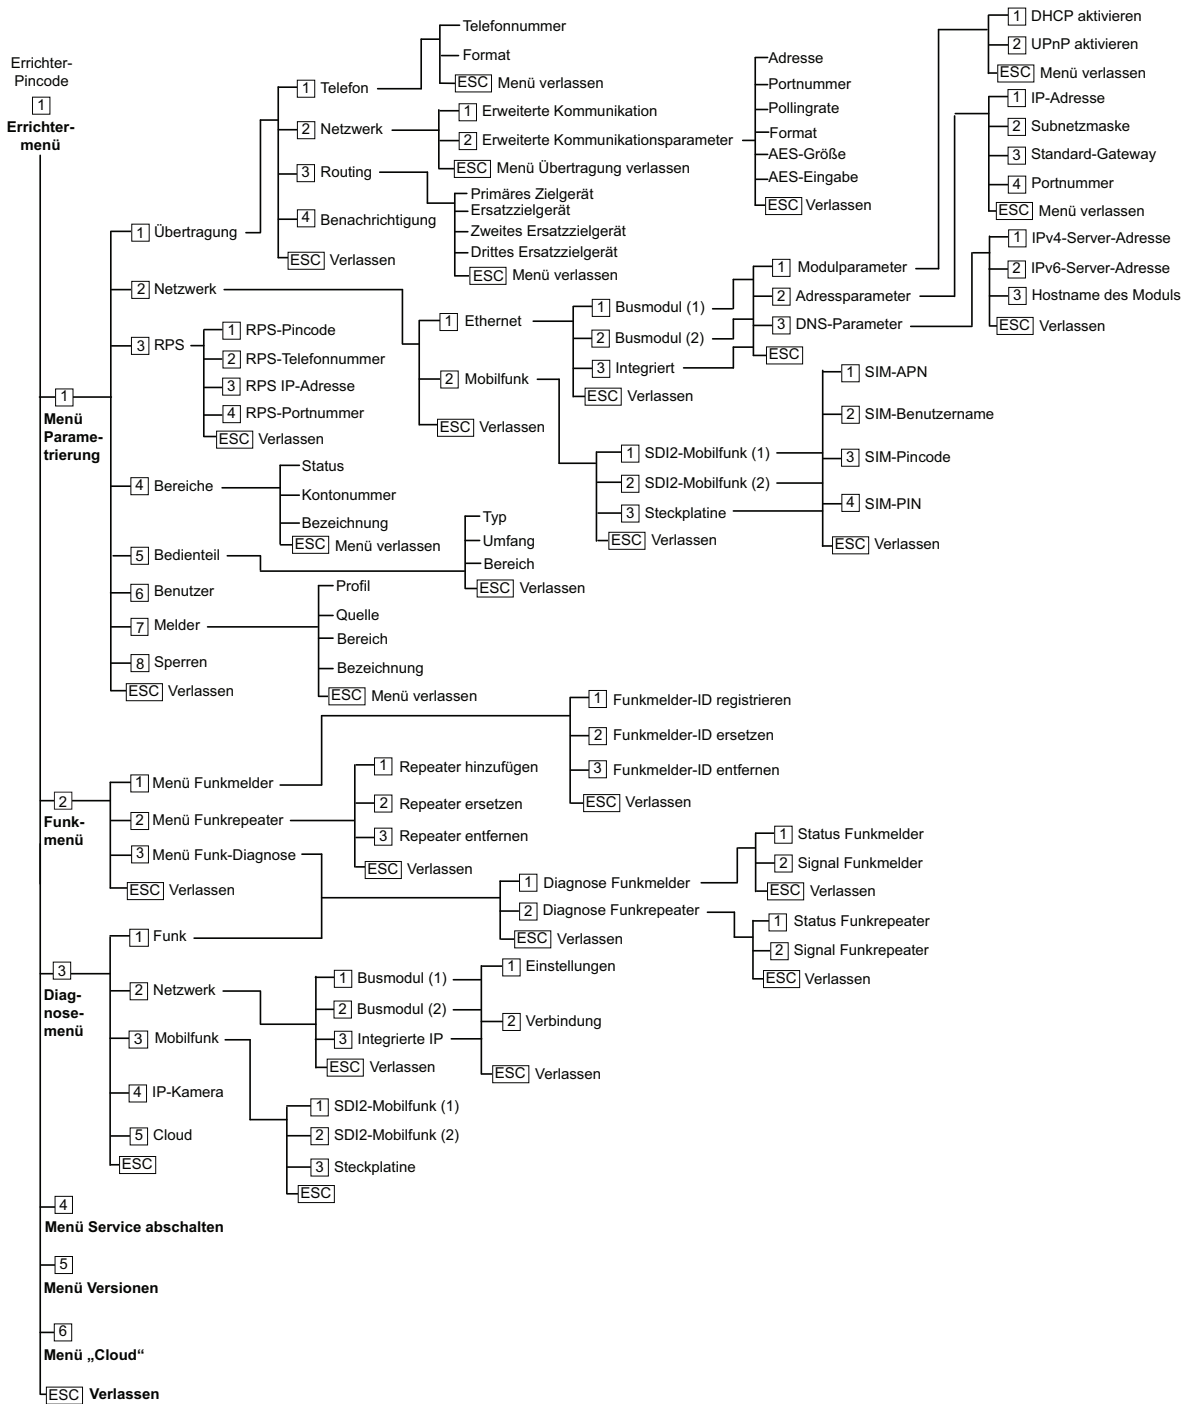 Errichter-
Pincode
1
Errichter-
menü
1
Menü
Parame-
trierung
1 Übertragung
1 Telefon
Telefonnummer
Format
ESC Menü verlassen
2 Netzwerk
1 Erweiterte Kommunikation
2 Erweiterte Kommunikationsparameter
Adresse
Portnummer
Pollingrate
Format
AES-Größe
AES-Eingabe
ESC Verlassen
ESC Menü Übertragung verlassen
3 Routing
Primäres Zielgerät
Ersatzzielgerät
Zweites Ersatzzielgerät
Drittes Ersatzzielgerät
ESC Menü verlassen
4 Benachrichtigung
ESC Verlassen
2 Netzwerk
1 Ethernet
1 Busmodul (1)
2 Busmodul (2)
3 Integriert
ESC Verlassen
1 Modulparameter
1 DHCP aktivieren
2 UPnP aktivieren
ESC Menü verlassen
2 Adressparameter
1 IP-Adresse
2 Subnetzmaske
3 Standard-Gateway
4 Portnummer
ESC Menü verlassen
3 DNS-Parameter
1 IPv4-Server-Adresse
2 IPv6-Server-Adresse
3 Hostname des Moduls
ESC Verlassen
ESC
2 Mobilfunk
1 SDI2-Mobilfunk (1)
2 SDI2-Mobilfunk (2)
3 Steckplatine
ESC Verlassen
1 SIM-APN
2 SIM-Benutzername
3 SIM-Pincode
4 SIM-PIN
ESC Verlassen
ESC Verlassen
3 RPS
1 RPS-Pincode
2 RPS-Telefonnummer
3 RPS IP-Adresse
4 RPS-Portnummer
ESC Verlassen
4 Bereiche
Status
Kontonummer
Bezeichnung
ESC Menü verlassen
5 Bedienteil
Typ
Umfang
Bereich
ESC Verlassen
6 Benutzer
7 Melder
Profil
Quelle
Bereich
Bezeichnung
ESC Menü verlassen
8 Sperren
ESC Verlassen
2
Funk-
menü
1 Menü Funkmelder
1 Funkmelder-ID registrieren
2 Funkmelder-ID ersetzen
3 Funkmelder-ID entfernen
ESC Verlassen
2 Menü Funkrepeater
1 Repeater hinzufügen
2 Repeater ersetzen
3 Repeater entfernen
ESC Verlassen
3 Menü Funk-Diagnose
ESC Verlassen
1 Diagnose Funkmelder
1 Status Funkmelder
2 Signal Funkmelder
ESC Verlassen
2 Diagnose Funkrepeater
1 Status Funkrepeater
2 Signal Funkrepeater
ESC Verlassen
ESC Verlassen
3
Diag-
nose-
menü
1 Funk
2 Netzwerk
1 Busmodul (1)
2 Busmodul (2)
3 Integrierte IP
ESC Verlassen
1 Einstellungen
2 Verbindung
ESC Verlassen
3 Mobilfunk
1 SDI2-Mobilfunk (1)
2 SDI2-Mobilfunk (2)
3 Steckplatine
ESC
4 IP-Kamera
5 Cloud
ESC
4
Menü Service abschalten
5
Menü Versionen
6
Menü „Cloud“
ESC Verlassen